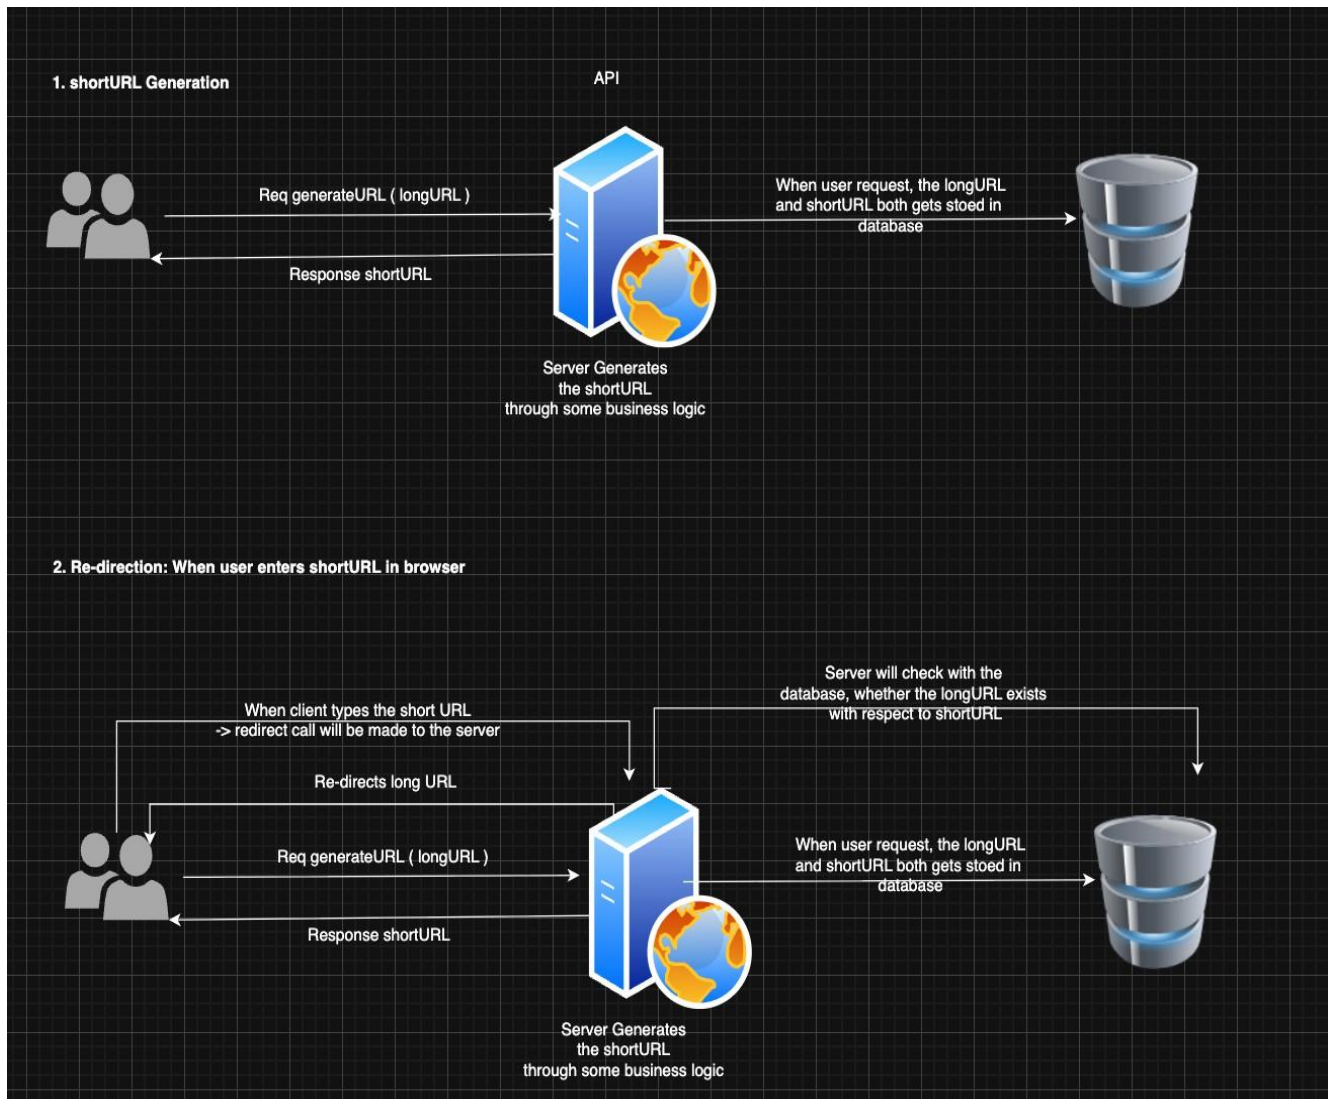 1. shortURL Generation
API
Req generateURL ( longURL )
Response shortURL
When user request, the longURL
and shortURL both gets stoed in
database
Server Generates
the shortURL
through some business logic
2. Re-direction: When user enters shortURL in browser
When client types the short URL
-> redirect call will be made to the server
Server will check with the
database, whether the longURL exists
with respect to shortURL
Re-directs long URL
Req generateURL ( longURL )
Response shortURL
When user request, the longURL
and shortURL both gets stoed in
database
Server Generates
the shortURL
through some business logic